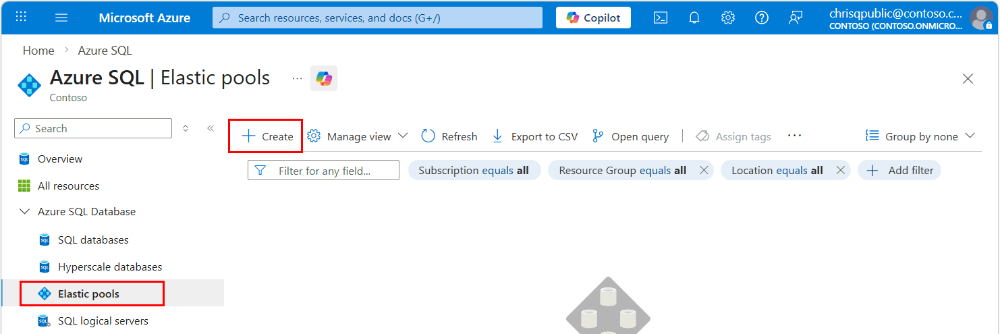 Microsoft Azure
Search resources, services, and docs (G+/)
Copilot
chrisqpublic@contoso.c...
CONTOSO (CONTOSO.ONMICRO...
Home > Azure SQL
Azure SQL | Elastic pools ...
Contoso
Search
Create
Manage view
Refresh
Export to CSV
Open query
Assign tags
...
Group by none
Filter for any field...
Subscription equals all
Resource Group equals all
Location equals all
Add filter
Overview
All resources
Azure SQL Database
SQL databases
Hyperscale databases
Elastic pools
SQL logical servers